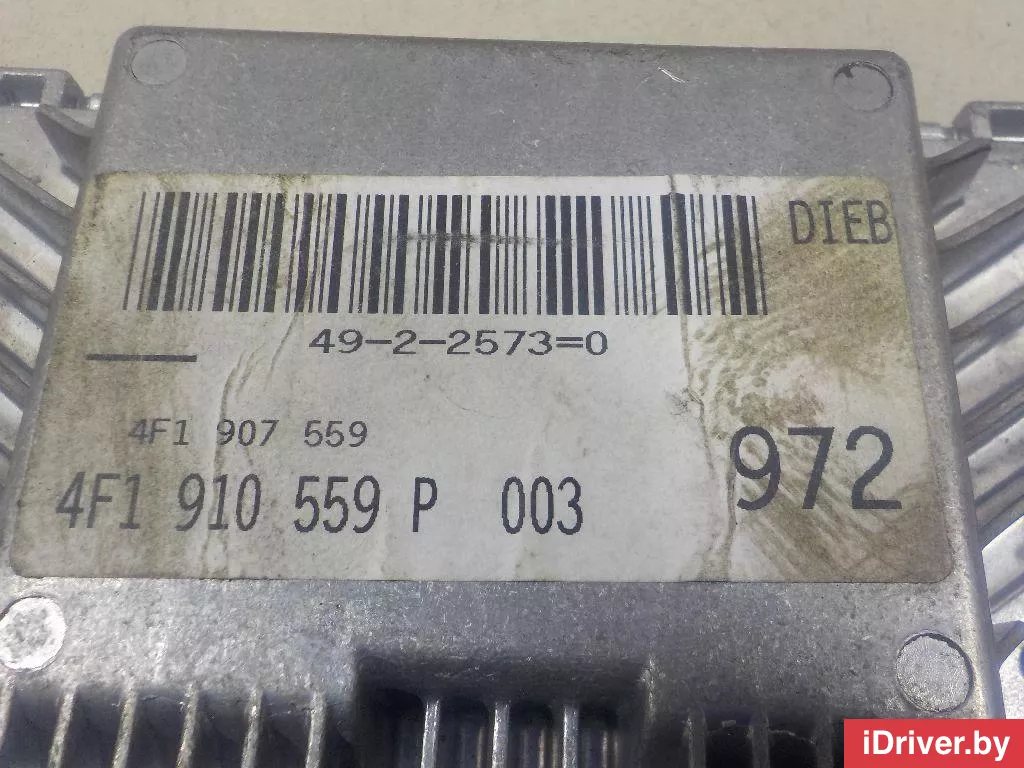 DIEB
49-2-2573=0
4F1 907 559
4F1 910 559 P 003
972
iDriver.by